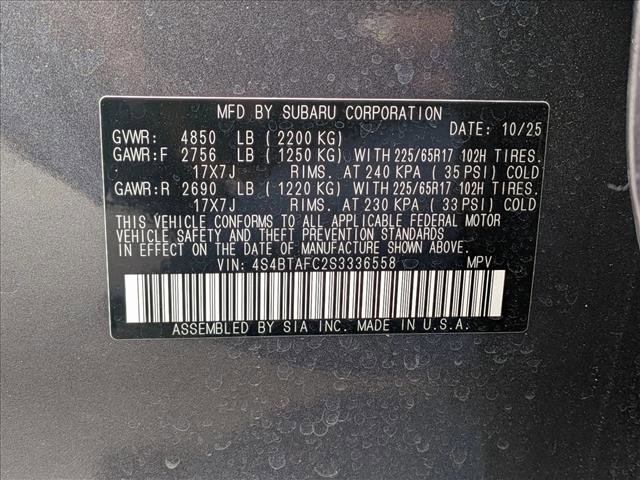 MFD BY SUBARU CORPORATION
DATE: 10/25
GVWR: 4850 LB (2200 KG)
GAWR:F 2756 LB (1250 KG) WITH 225/65R17 102H TIRES.
17X7J RIMS. AT 240 KPA (35 PSI) COLD
GAWR:R 2690 LB (1220 KG) WITH 225/65R17 102H TIRES.
17X7J RIMS. AT 230 KPA (33 PSI) COLD
THIS VEHICLE CONFORMS TO ALL APPLICABLE FEDERAL MOTOR
VEHICLE SAFETY AND THEFT PREVENTION STANDARDS
IN EFFECT ON THE DATE OF MANUFACTURE SHOWN ABOVE.
VIN: 4S4BTAFC2S3336558 MPV
ASSEMBLED BY SIA INC. MADE IN U.S.A.